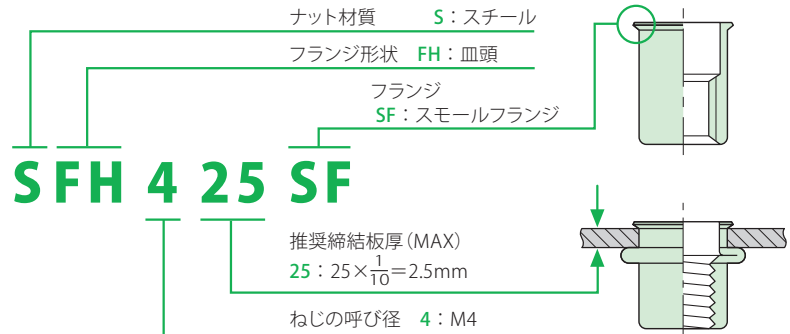 ナット材質 S：スチール
フランジ形状 FH：皿頭
フランジ
SF：スモールフランジ
S FH 4 25 SF
推奨締結板厚（MAX）
25：25×1/10＝2.5mm
ねじの呼び径 4：M4